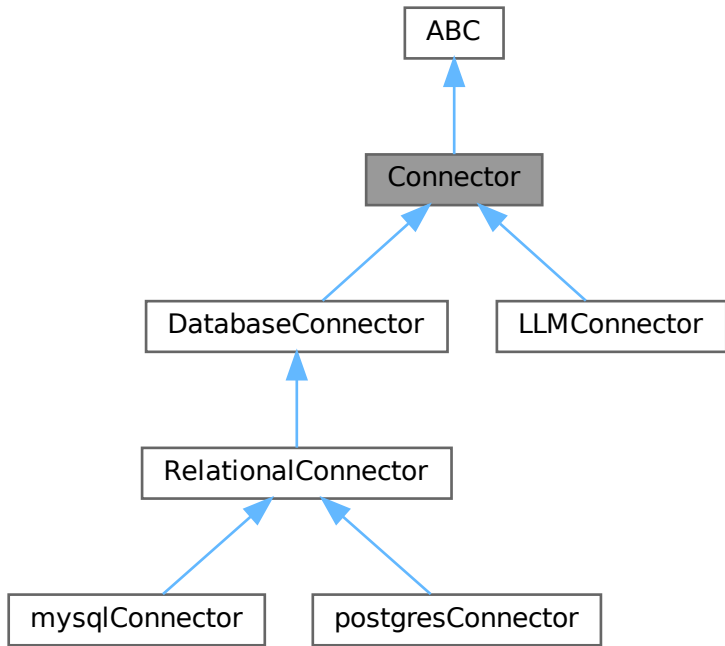 ABC
Connector
DatabaseConnector
LLMConnector
RelationalConnector
mysqlConnector
postgresConnector